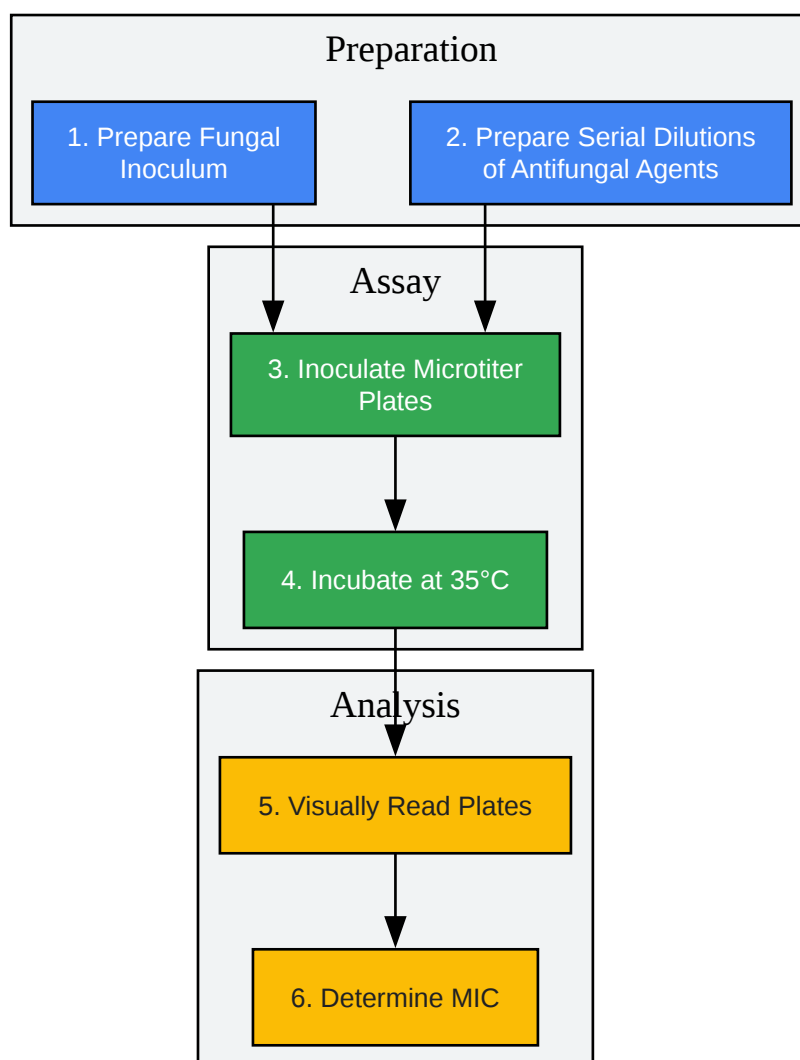 Preparation
1. Prepare Fungal
Inoculum
2. Prepare Serial Dilutions
of Antifungal Agents
Assay
3. Inoculate Microtiter
Plates
4. Incubate at 35°C
Analysis
5. Visually Read Plates
6. Determine MIC